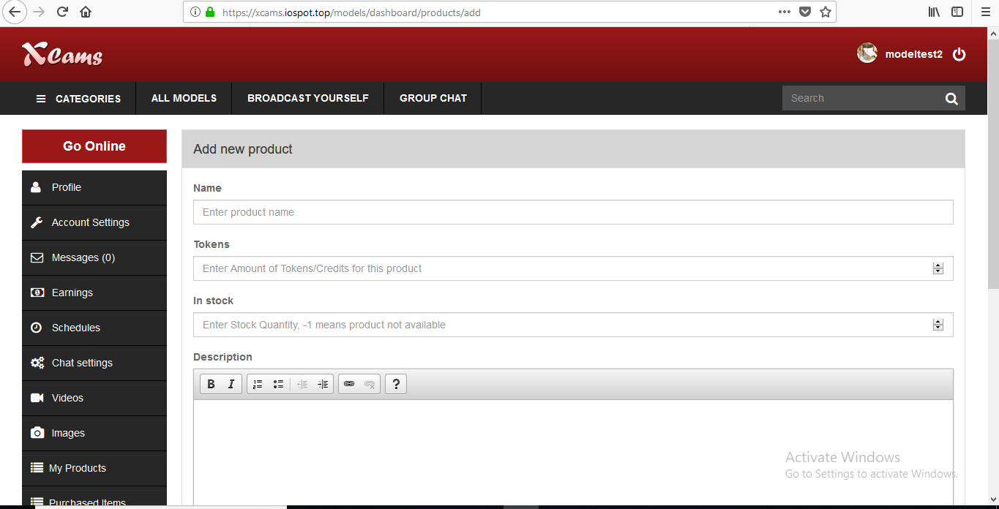 https://xcams.iospot.top/models/dashboard/products/add
XCams
modeltest2
CATEGORIES
ALL MODELS
BROADCAST YOURSELF
GROUP CHAT
Search
Go Online
Profile
Account Settings
Messages (0)
Earnings
Schedules
Chat settings
Videos
Images
My Products
Purchased Items
Add new product
Name
Enter product name
Tokens
Enter Amount of Tokens/Credits for this product
In stock
Enter Stock Quantity, -1 means product not available
Description
B I ?
Activate Windows
Go to Settings to activate Windows.